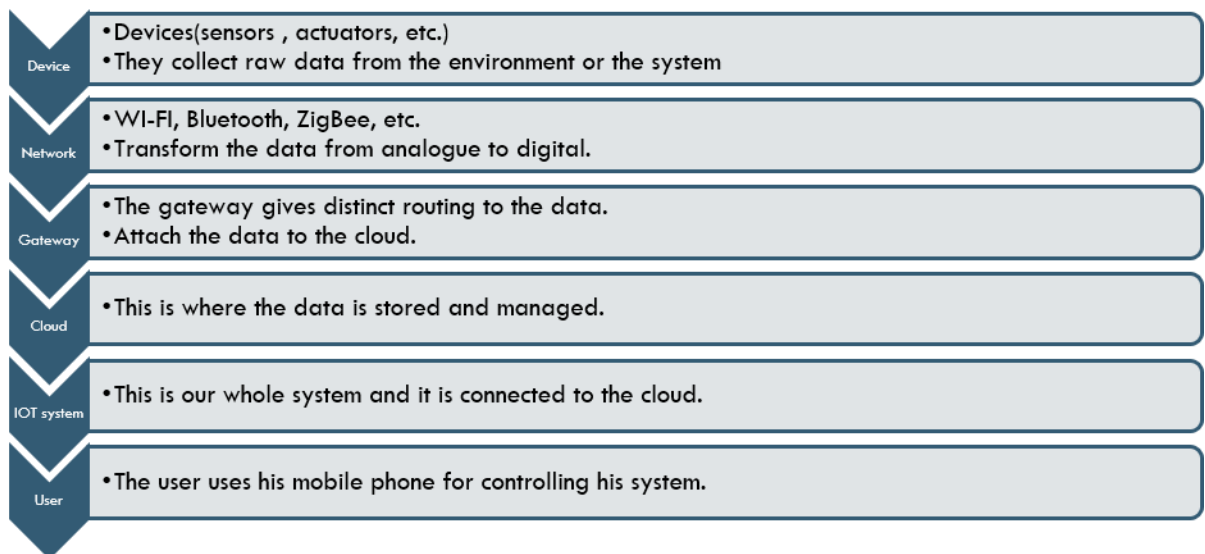 Device
•Devices(sensors , actuators, etc.)
•They collect raw data from the environment or the system
Network
•WI-FI, Bluetooth, ZigBee, etc.
•Transform the data from analogue to digital.
Gateway
•The gateway gives distinct routing to the data.
•Attach the data to the cloud.
Cloud
•This is where the data is stored and managed.
IOT system
•This is our whole system and it is connected to the cloud.
User
•The user uses his mobile phone for controlling his system.